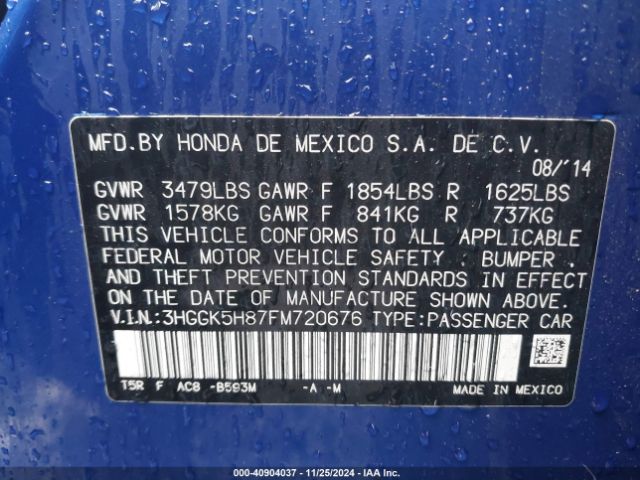 MFD.BY HONDA DE MEXICO S.A. DE C.V.
08/'14
GVWR 3479LBS GAWR F 1854LBS R 1625LBS
GVWR 1578KG GAWR F 841KG R 737KG
THIS VEHICLE CONFORMS TO ALL APPLICABLE
FEDERAL MOTOR VEHICLE SAFETY . BUMPER .
AND THEFT PREVENTION STANDARDS IN EFFECT
ON THE DATE OF MANUFACTURE SHOWN ABOVE.
V.I.N.:3HGGK5H87FM720676 TYPE:PASSENGER CAR
T5R F AC8 -B593M -A -M MADE IN MEXICO
000-40904037 - 11/25/2024 - IAA Inc.